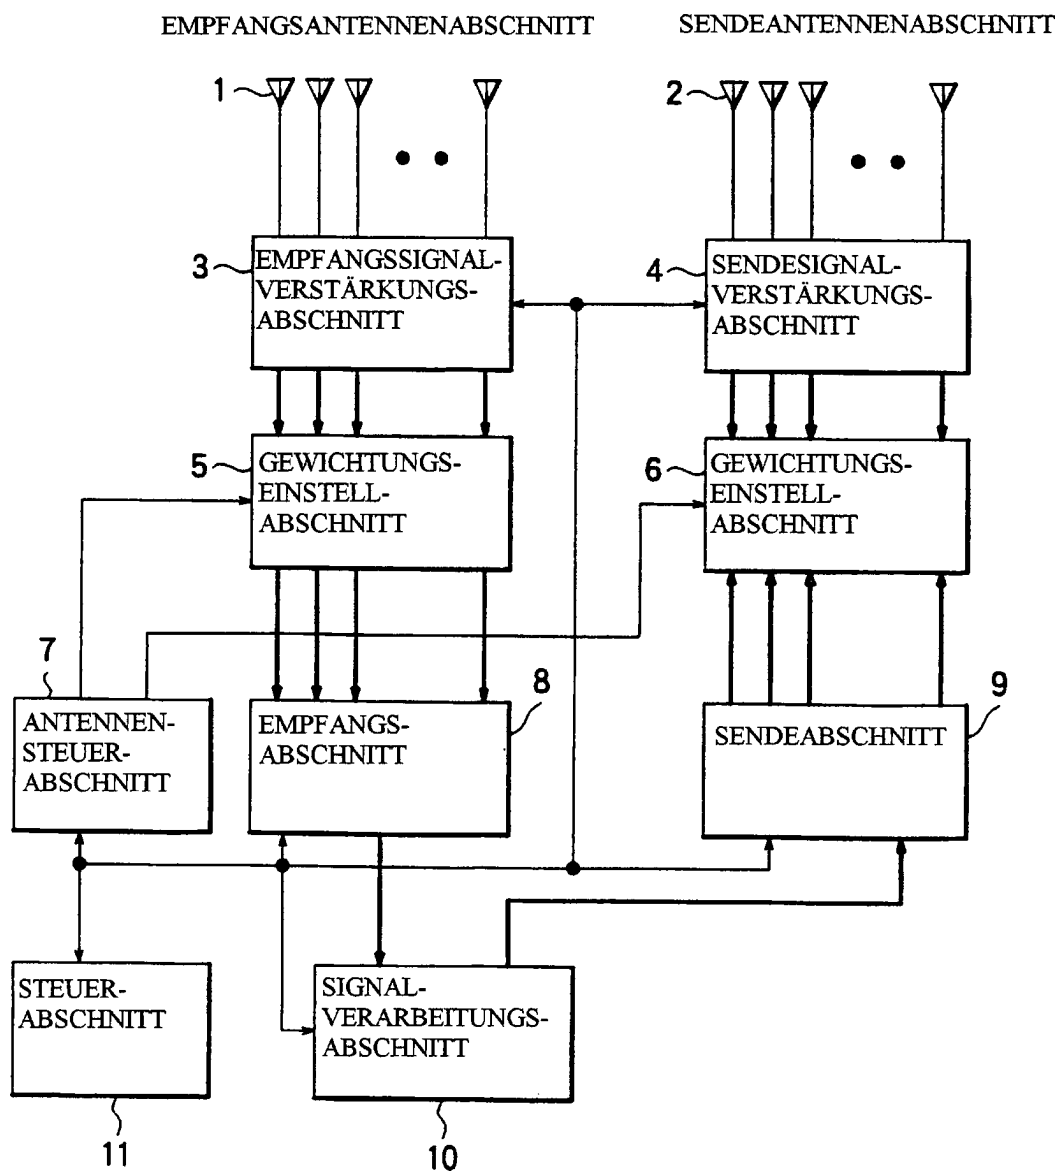 EMPFANGSANTENNENABSCHNITT
SENDEANTENNENABSCHNITT
1
2
3
EMPFANGSSIGNAL-
VERSTÄRKUNGS-
ABSCHNITT
4
SENDESIGNAL-
VERSTÄRKUNGS-
ABSCHNITT
5
GEWICHTUNGS-
EINSTELL-
ABSCHNITT
6
GEWICHTUNGS-
EINSTELL-
ABSCHNITT
7
ANTENNEN-
STEUER-
ABSCHNITT
8
EMPFANGS-
ABSCHNITT
9
SENDEABSCHNITT
STEUER-
ABSCHNITT
11
SIGNAL-
VERARBEITUNGS-
ABSCHNITT
10